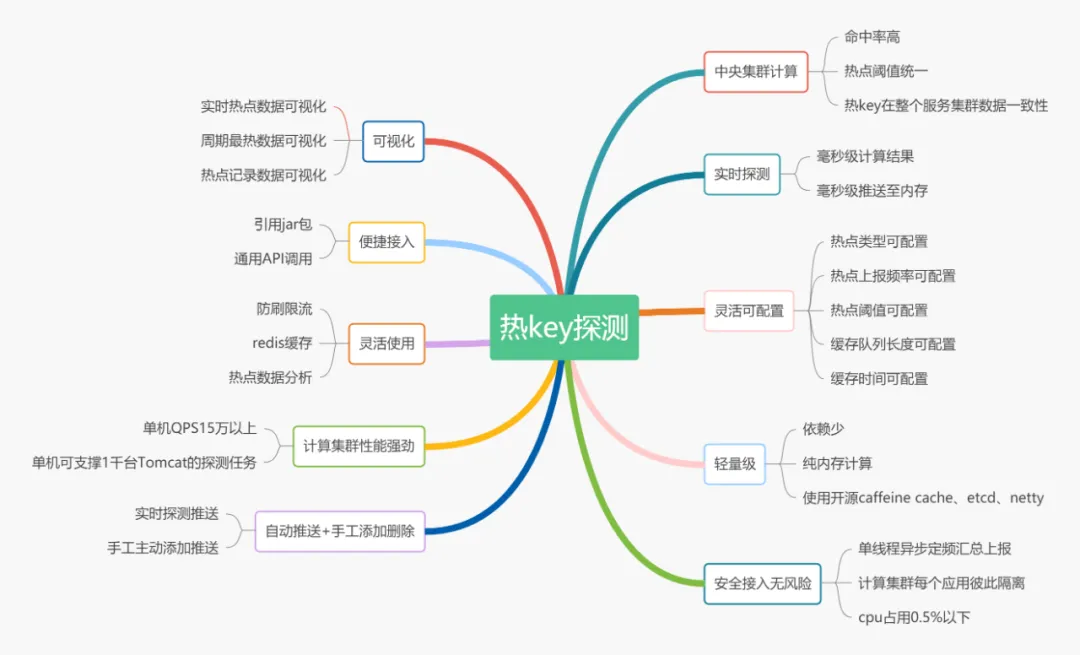 热key探测
可视化
实时热点数据可视化
周期最热数据可视化
热点记录数据可视化
便捷接入
引用jar包
通用API调用
灵活使用
防刷限流
redis缓存
热点数据分析
计算集群性能强劲
单机QPS15万以上
单机可支撑1千台Tomcat的探测任务
自动推送+手工添加删除
实时探测推送
手工主动添加推送
中央集群计算
命中率高
热点阈值统一
热key在整个服务集群数据一致性
实时探测
毫秒级计算结果
毫秒级推送至内存
灵活可配置
热点类型可配置
热点上报频率可配置
热点阈值可配置
缓存队列长度可配置
缓存时间可配置
轻量级
依赖少
纯内存计算
使用开源caffeine cache、etcd、netty
安全接入无风险
单线程异步定频汇总上报
计算集群每个应用彼此隔离
cpu占用0.5%以下